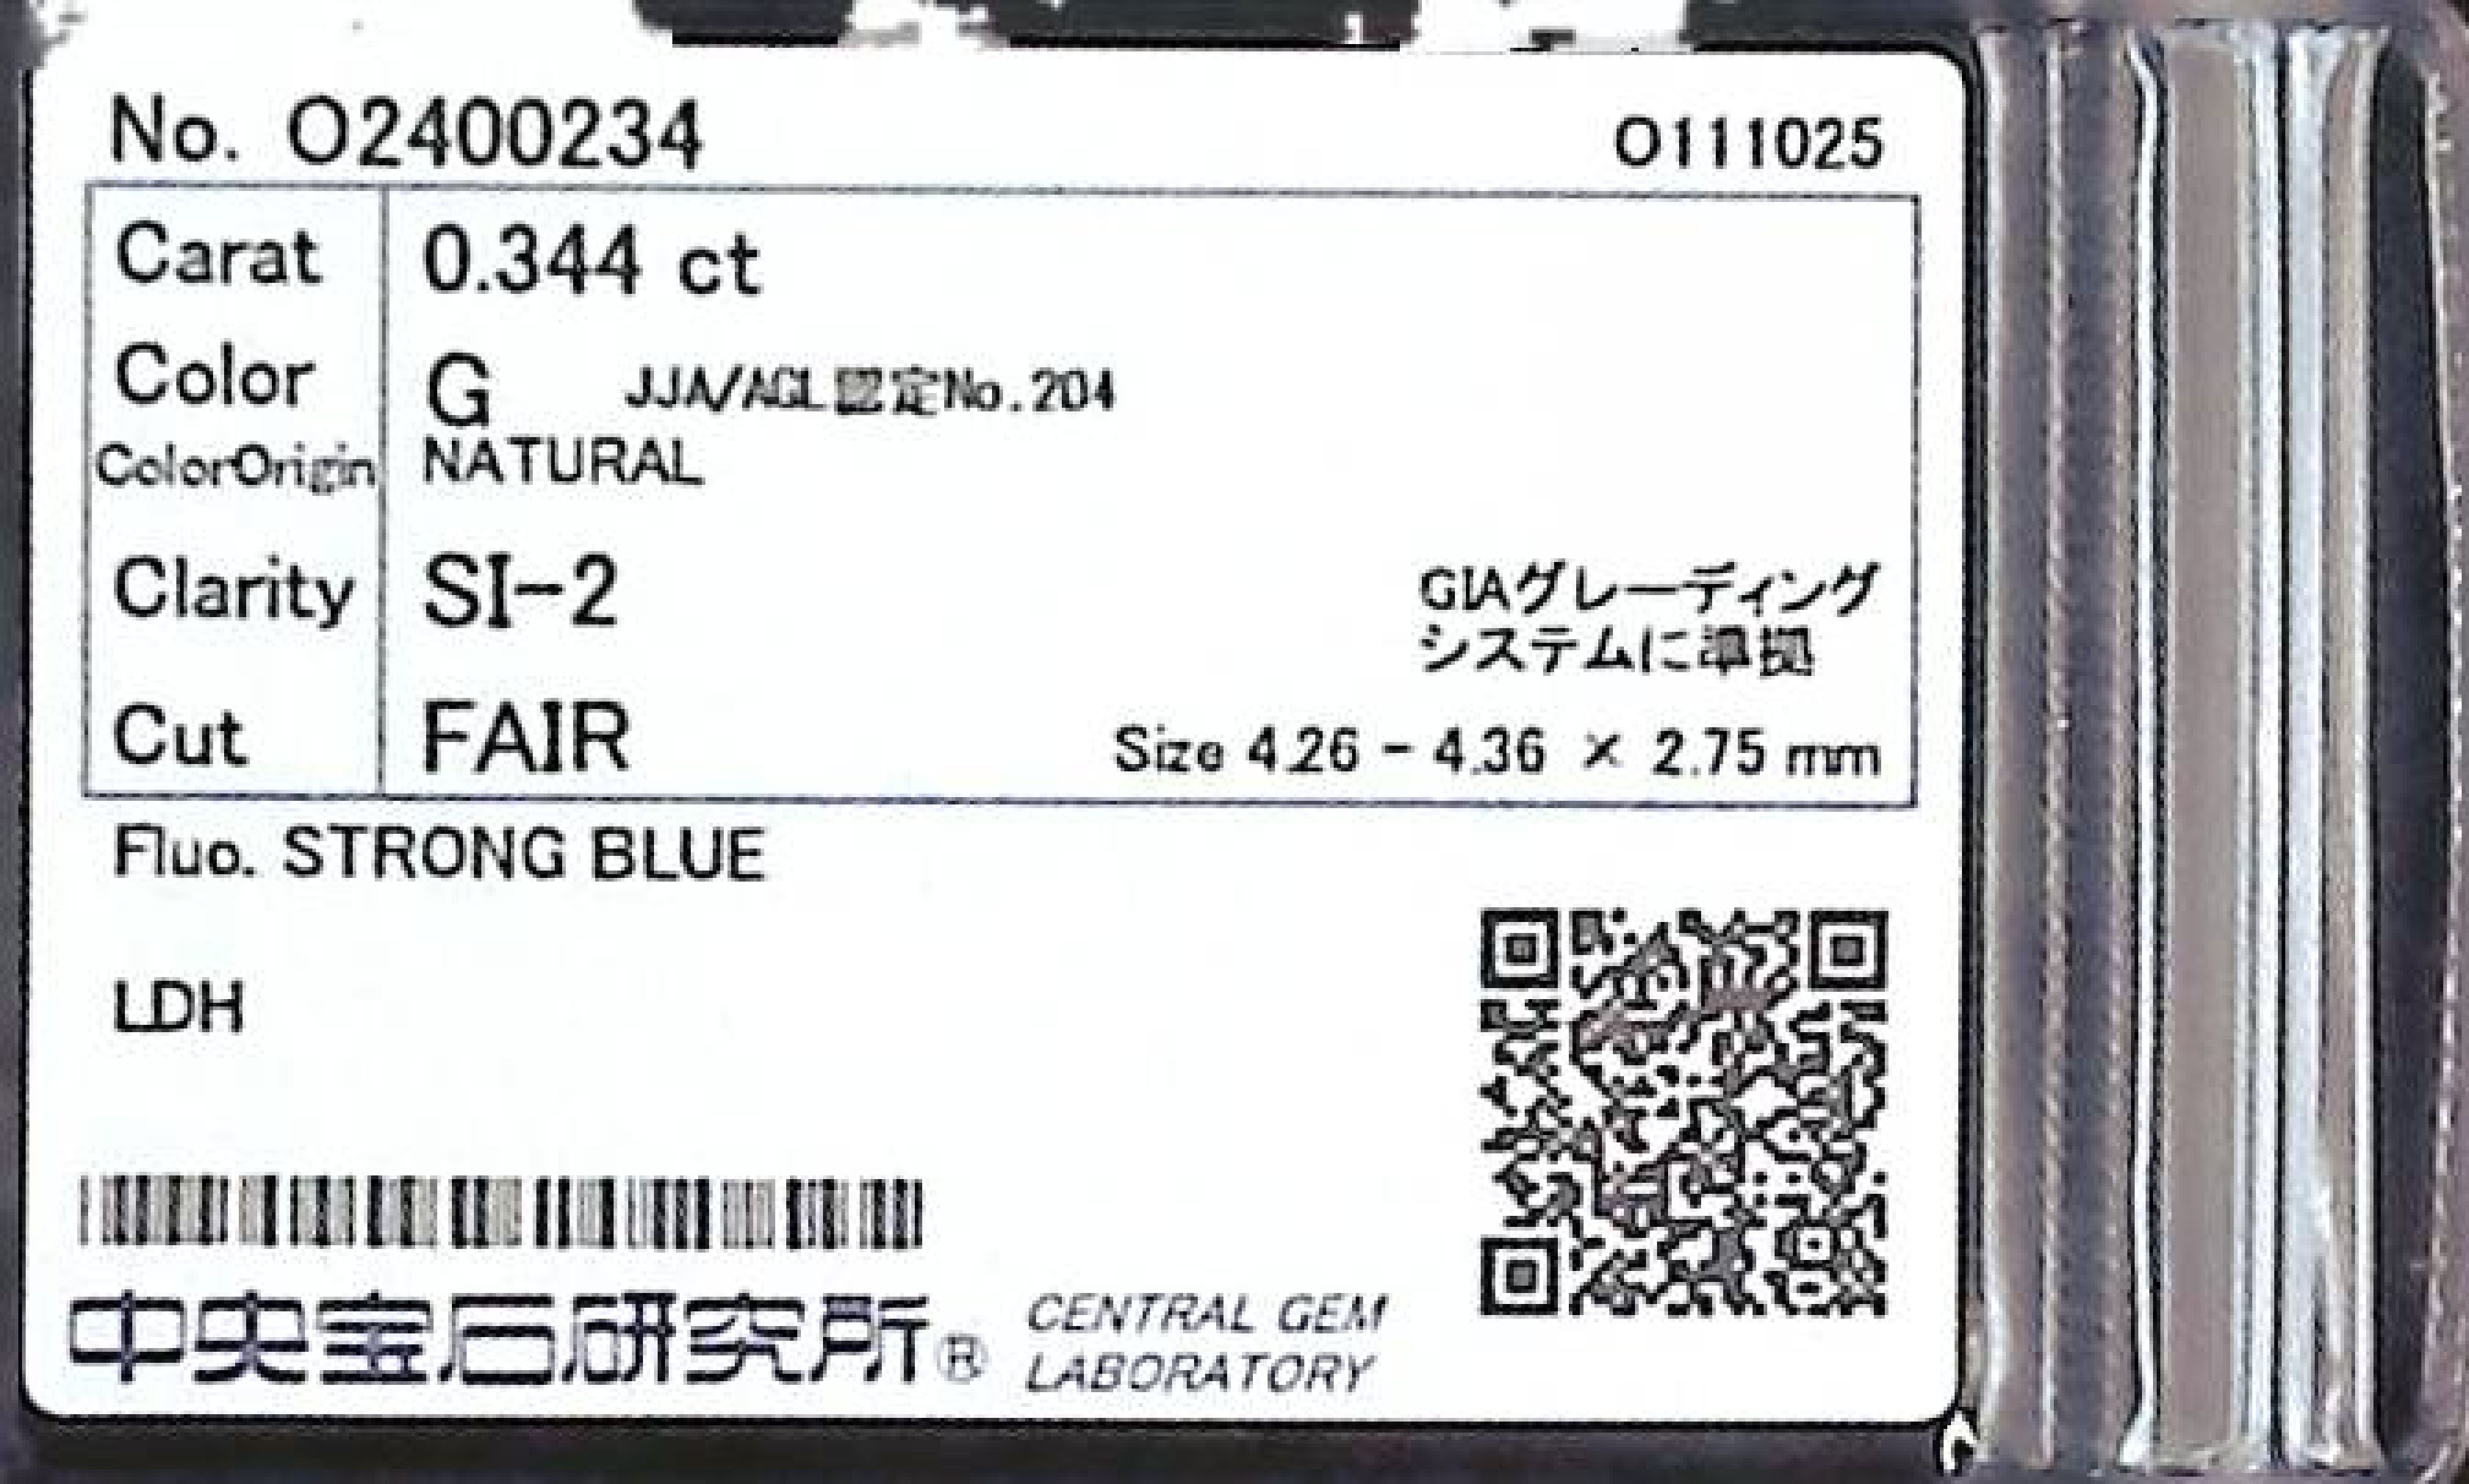 No. O2400234 O111025
Carat 0.344 ct
Color G JJA/AGL認定No.204
ColorOrigin NATURAL
Clarity SI-2 GIAグレーディング
システムに準拠
Cut FAIR Size 4.26 - 4.36 × 2.75 mm
Fluo. STRONG BLUE
LDH
中央宝石研究所® CENTRAL GEM
LABORATORY